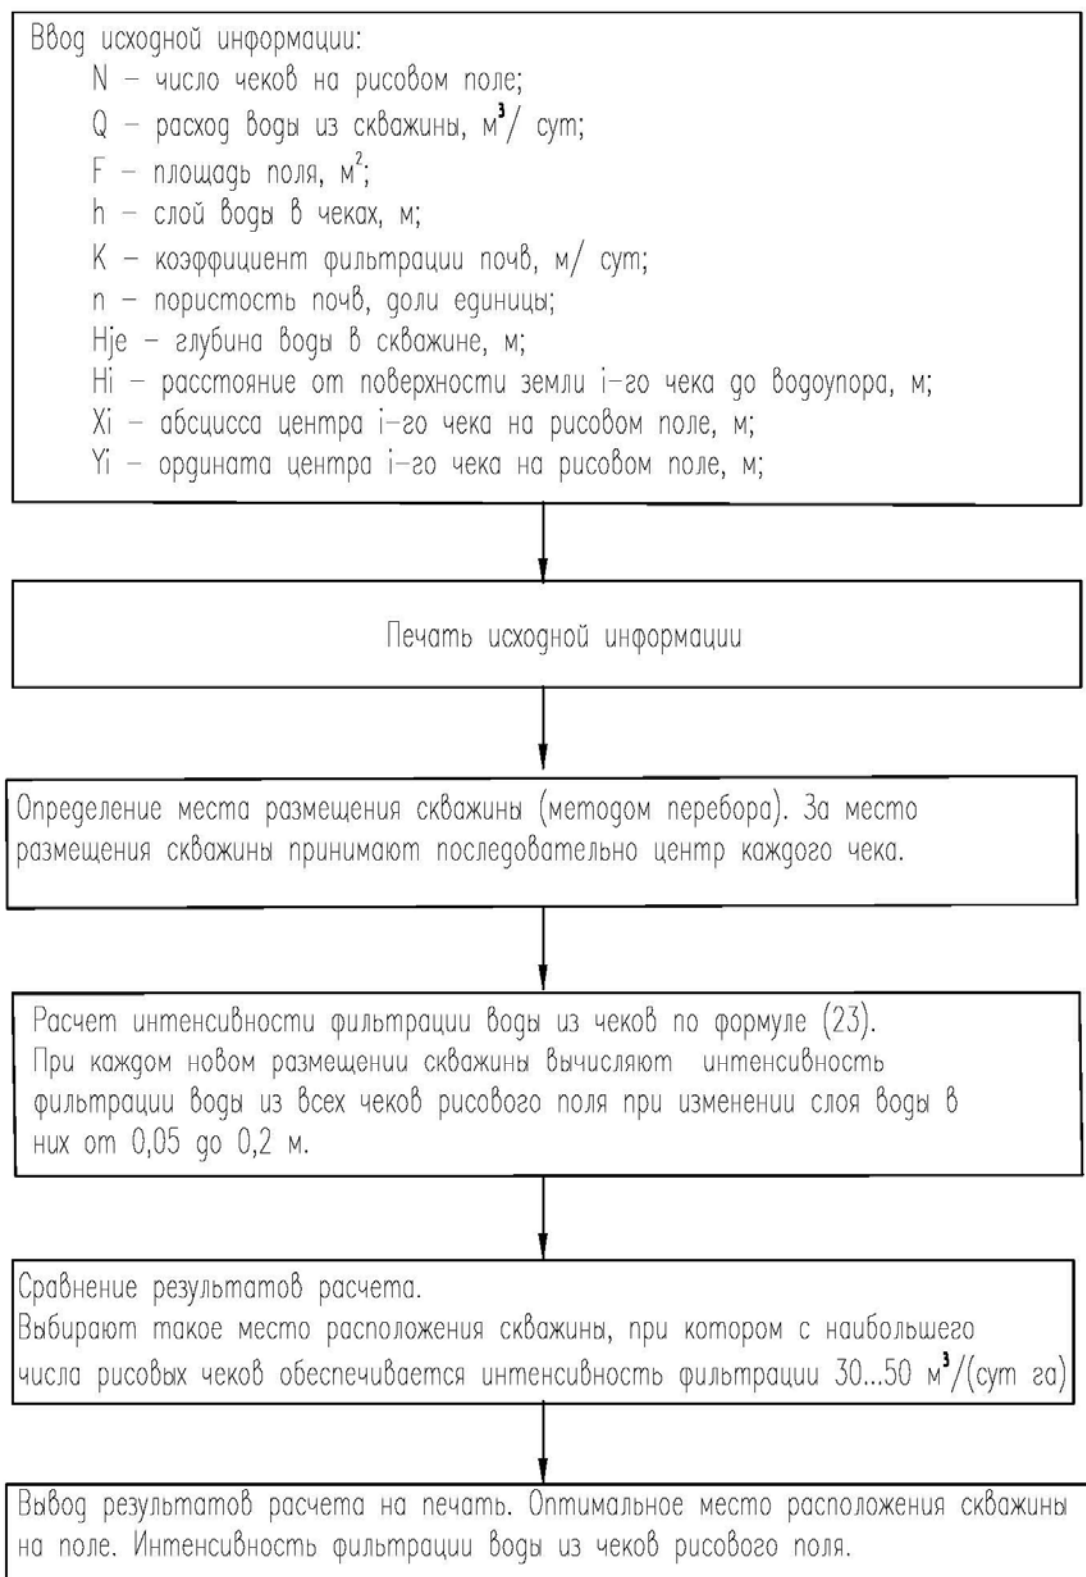 Ввод исходной информации:
N – число чеков на рисовом поле;
Q – расход воды из скважины, м³/ сут;
F – площадь поля, м²;
h – слой воды в чеках, м;
K – коэффициент фильтрации почв, м/ сут;
n – пористость почв, доли единицы;
Hje – глубина воды в скважине, м;
Hi – расстояние от поверхности земли i–го чека до водоупора, м;
Xi – абсцисса центра i–го чека на рисовом поле, м;
Yi – ордината центра i–го чека на рисовом поле, м;
Печать исходной информации
Определение места размещения скважины (методом перебора). За место
размещения скважины принимают последовательно центр каждого чека.
Расчет интенсивности фильтрации воды из чеков по формуле (23).
При каждом новом размещении скважины вычисляют интенсивность
фильтрации воды из всех чеков рисового поля при изменении слоя воды в
них от 0,05 до 0,2 м.
Сравнение результатов расчета.
Выбирают такое место расположения скважины, при котором с наибольшего
числа рисовых чеков обеспечивается интенсивность фильтрации 30...50 м³/(сут га)
Вывод результатов расчета на печать. Оптимальное место расположения скважины
на поле. Интенсивность фильтрации воды из чеков рисового поля.